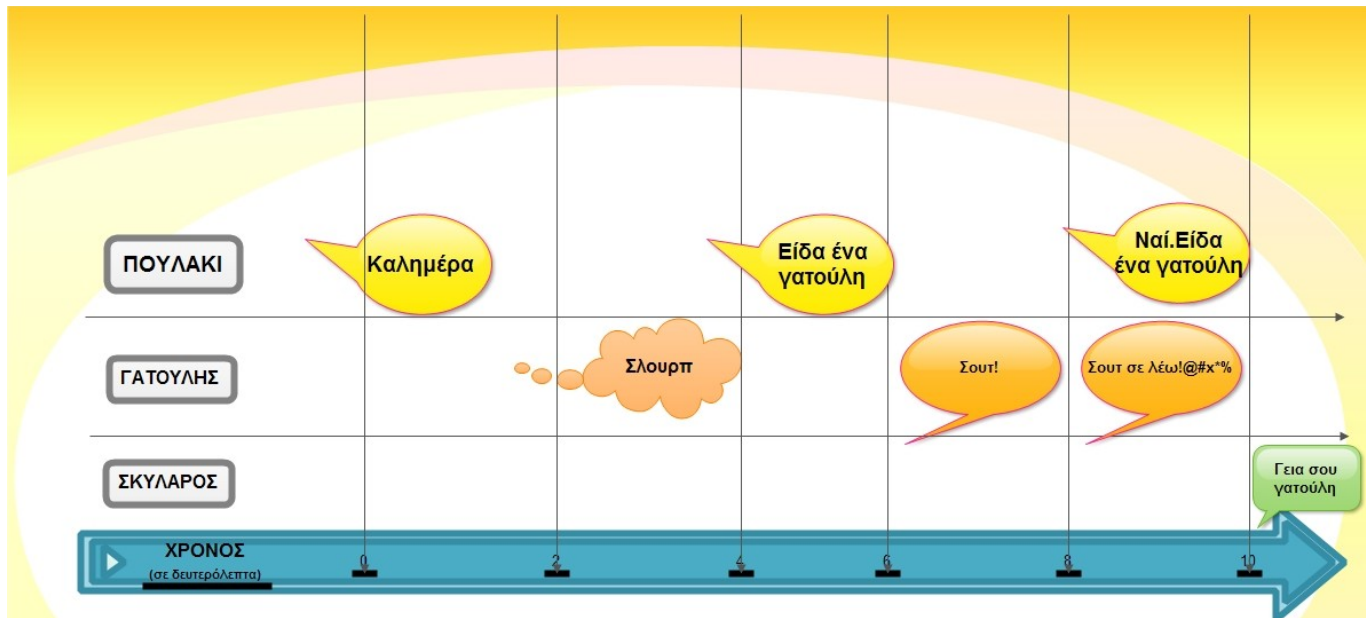 ΠΟΥΛΑΚΙ
Καλημέρα
Είδα ένα
γατούλη
Ναί.Είδα
ένα γατούλη
ΓΑΤΟΥΛΗΣ
Σλουρπ
Σουτ!
Σουτ σε λέω!@#x*%
ΣΚΥΛΑΡΟΣ
Γεια σου
γατούλη
ΧΡΟΝΟΣ
(σε δευτερόλεπτα)
0 2 4 6 8 10